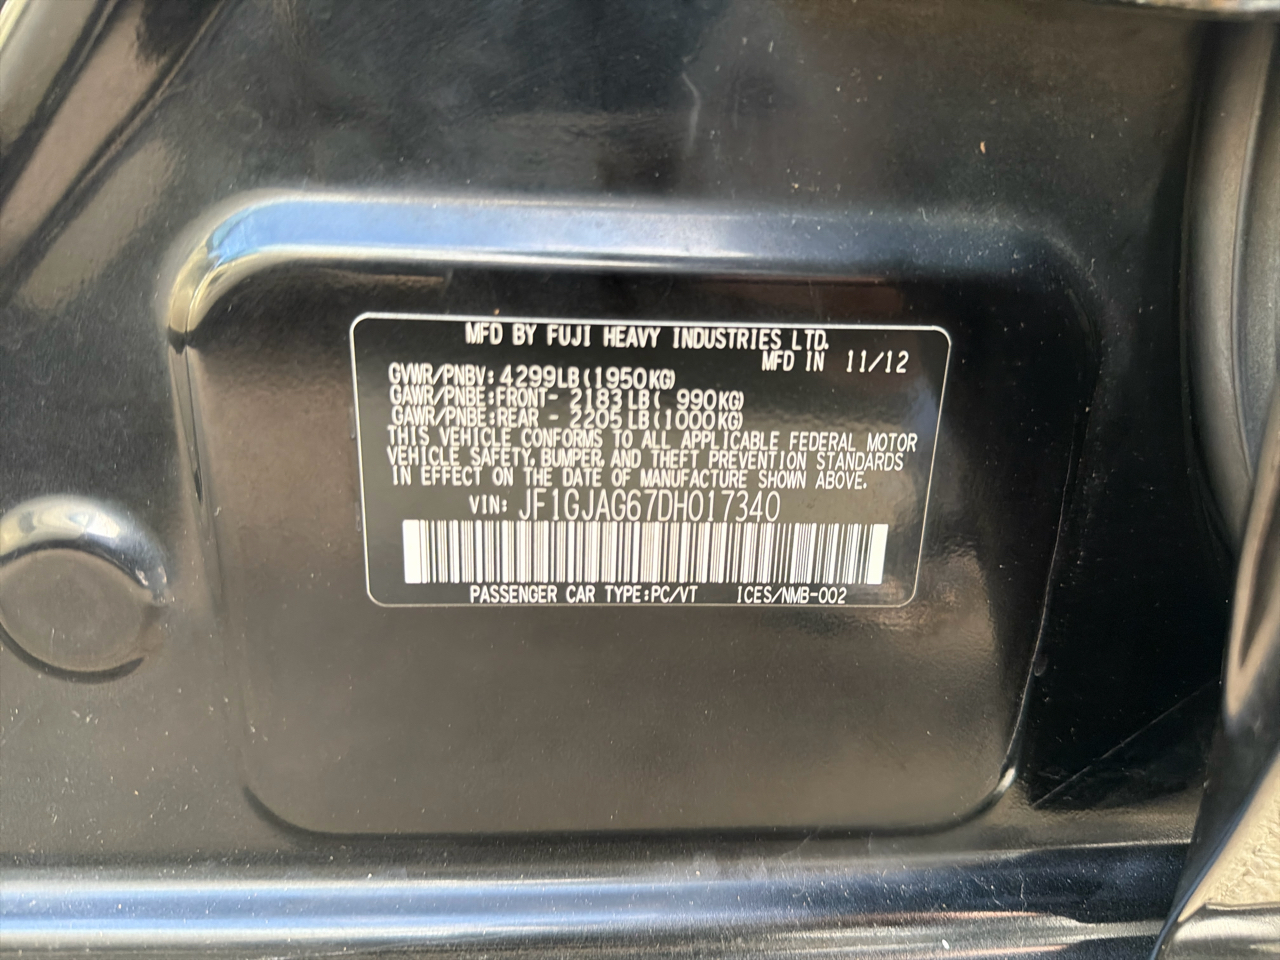 MFD BY FUJI HEAVY INDUSTRIES LTD.
MFD IN 11/12
GVWR/PNBV: 4299LB(1950KG)
GAWR/PNBE:FRONT- 2183LB( 990KG)
GAWR/PNBE:REAR - 2205LB(1000KG)
THIS VEHICLE CONFORMS TO ALL APPLICABLE FEDERAL MOTOR
VEHICLE SAFETY, BUMPER, AND THEFT PREVENTION STANDARDS
IN EFFECT ON THE DATE OF MANUFACTURE SHOWN ABOVE.
VIN: JF1GJAG67DH017340
PASSENGER CAR TYPE:PC/VT ICES/NMB-002